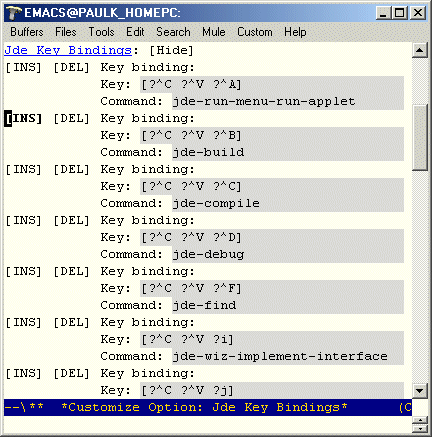 EMACS@PAULK_HOMEPC:
Buffers Files Tools Edit Search Mule Custom Help
Jde Key Bindings: [Hide]
[INS] [DEL] Key binding:
Key: [?^C ?^V ?^A]
Command: jde-run-menu-run-applet
[INS] [DEL] Key binding:
Key: [?^C ?^V ?^B]
Command: jde-build
[INS] [DEL] Key binding:
Key: [?^C ?^V ?^C]
Command: jde-compile
[INS] [DEL] Key binding:
Key: [?^C ?^V ?^D]
Command: jde-debug
[INS] [DEL] Key binding:
Key: [?^C ?^V ?^F]
Command: jde-find
[INS] [DEL] Key binding:
Key: [?^C ?^V ?i]
Command: jde-wiz-implement-interface
[INS] [DEL] Key binding:
Key: [?^C ?^V ?j]
--\** *Customize Option: Jde Key Bindings* (C